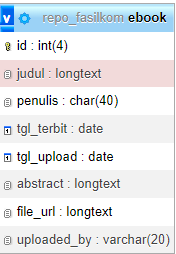 v repo_fasilkom ebook
id : int(4)
judul : longtext
penulis : char(40)
tgl_terbit : date
tgl_upload : date
abstract : longtext
file_url : longtext
uploaded_by : varchar(20)